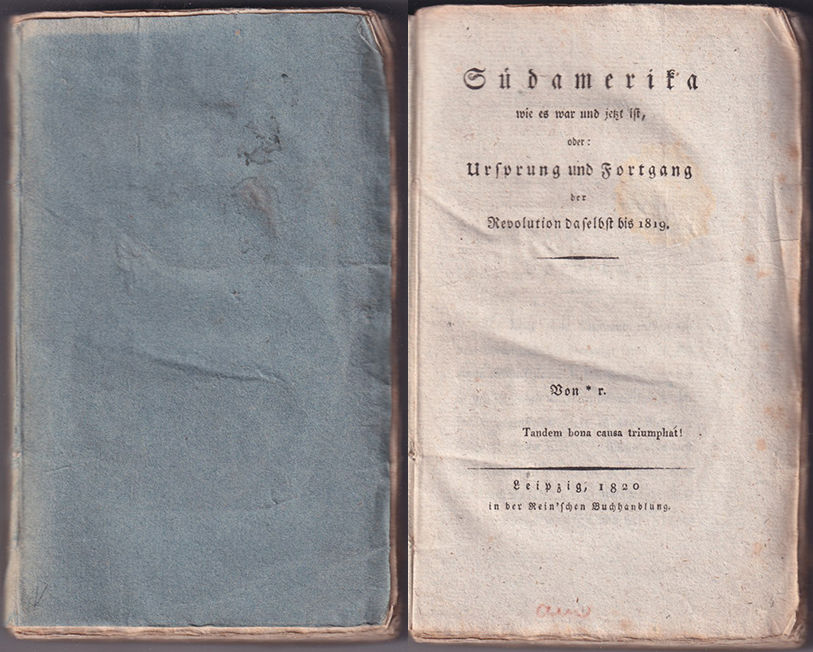 Südamerika
wie es war und jetzt ist,
oder:
Ursprung und Fortgang
der
Revolution daselbst bis 1819.
Von * r.
Tandem bona causa triumphat!
Leipzig, 1820
in der Rein'schen Buchhandlung.